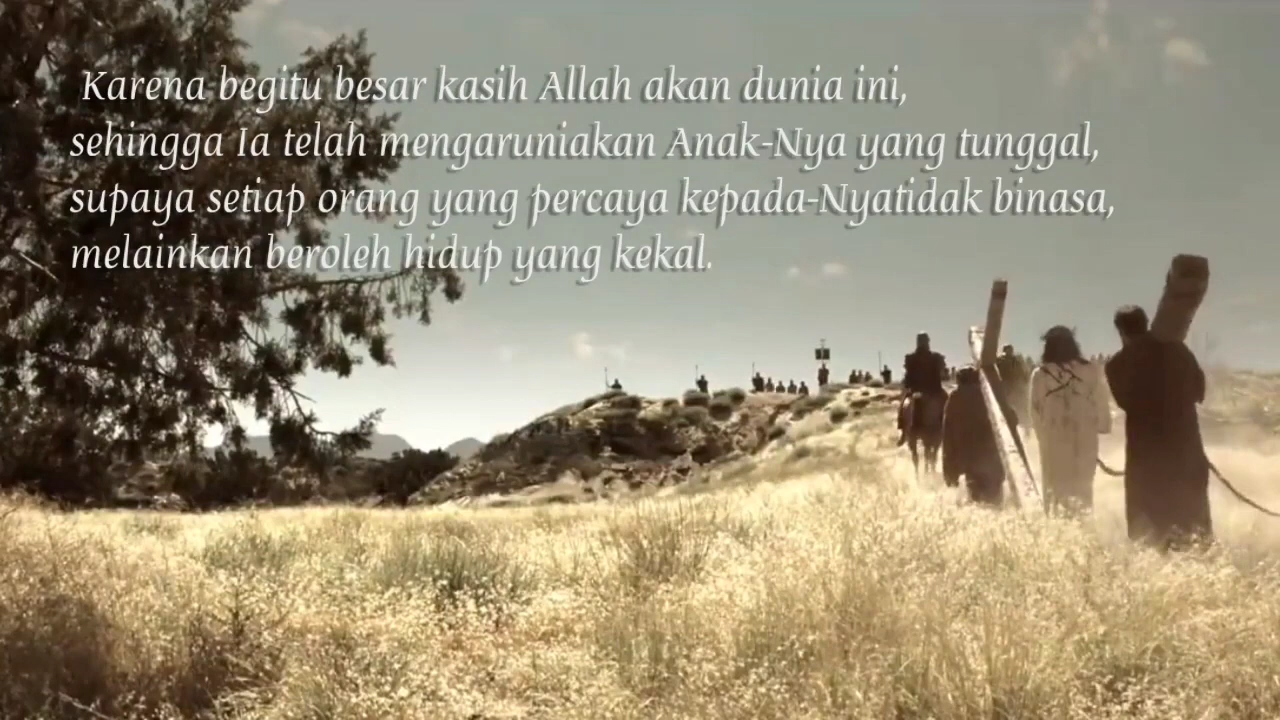 Karena begitu besar kasih Allah akan dunia ini,
sehingga Ia telah mengaruniakan Anak-Nya yang tunggal,
supaya setiap orang yang percaya kepada-Nyatidak binasa,
melainkan beroleh hidup yang kekal.